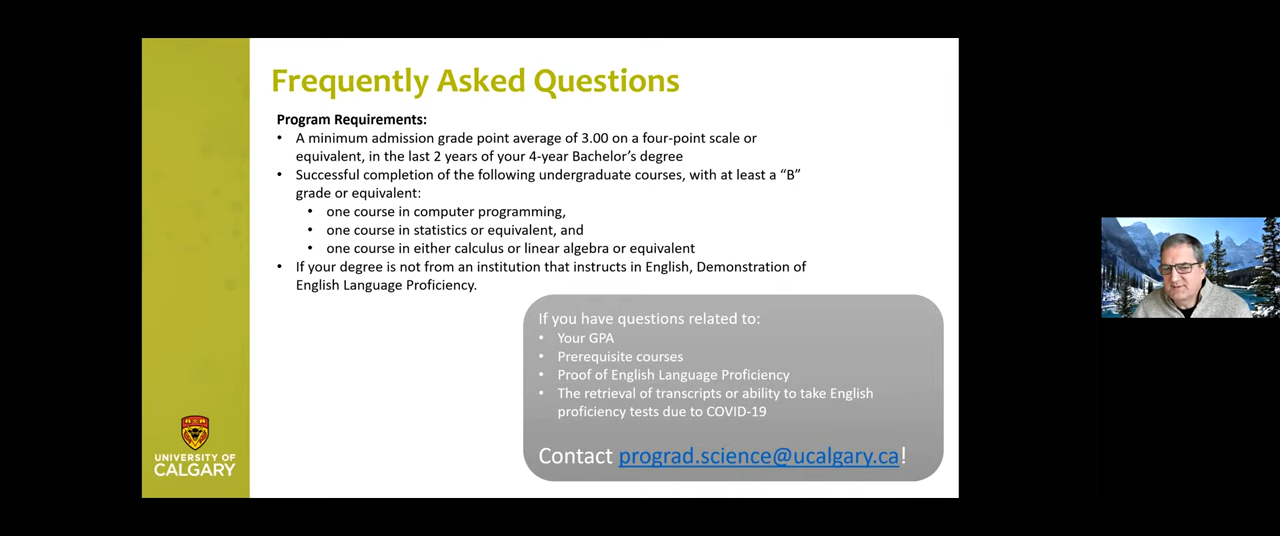 Frequently Asked Questions
Program Requirements:
• A minimum admission grade point average of 3.00 on a four-point scale or
equivalent, in the last 2 years of your 4-year Bachelor’s degree
• Successful completion of the following undergraduate courses, with at least a “B”
grade or equivalent:
• one course in computer programming,
• one course in statistics or equivalent, and
• one course in either calculus or linear algebra or equivalent
• If your degree is not from an institution that instructs in English, Demonstration of
English Language Proficiency.
If you have questions related to:
• Your GPA
• Prerequisite courses
• Proof of English Language Proficiency
• The retrieval of transcripts or ability to take English
proficiency tests due to COVID-19
Contact prograd.science@ucalgary.ca!
UNIVERSITY OF
CALGARY